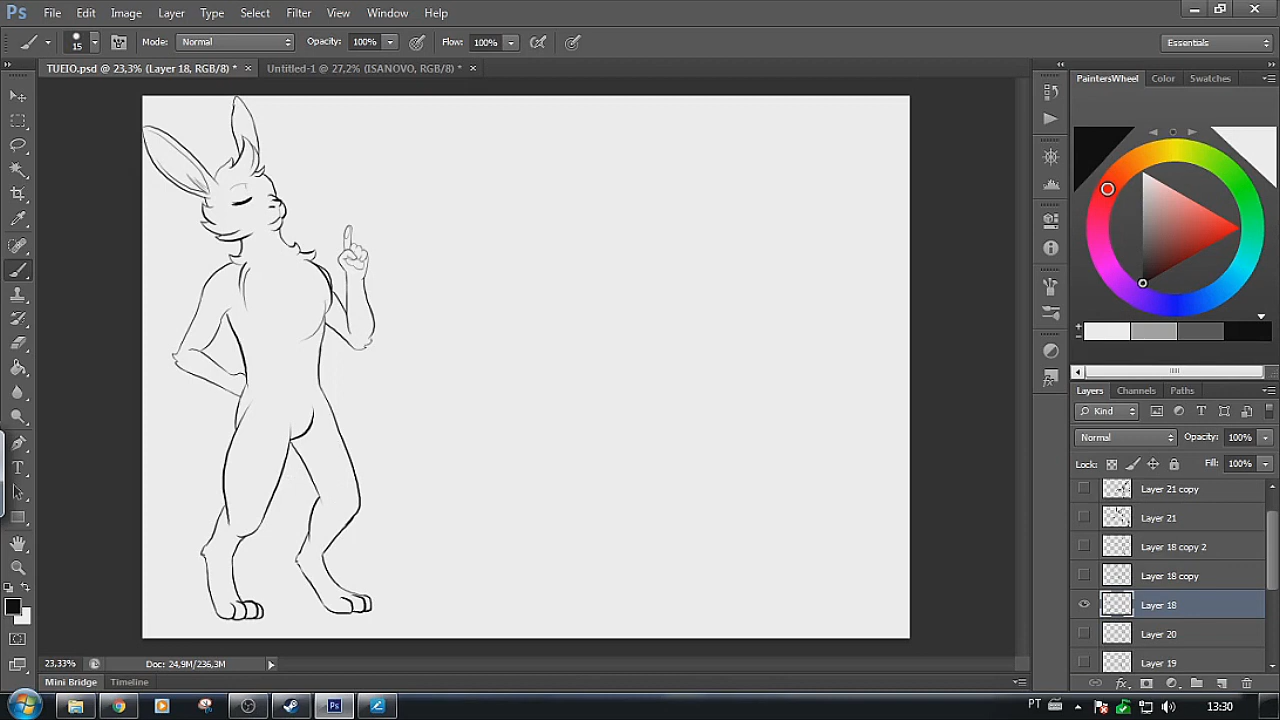 Ps File Edit Image Layer Type Select Filter View Window Help
15 Mode: Normal Opacity: 100% Flow: 100% Essentials
TUEIO.psd @ 23,3% (Layer 18, RGB/8) * × Untitled-1 @ 27,2% (ISANOVO, RGB/8) * ×
PaintersWheel Color Swatches
Layers Channels Paths
Kind
Normal Opacity: 100%
Lock: Fill: 100%
Layer 21 copy
Layer 21
Layer 18 copy 2
Layer 18 copy
Layer 18
Layer 20
Layer 19
23,33% Doc: 24,9M/236,3M
Mini Bridge Timeline
Ps PT 13:30